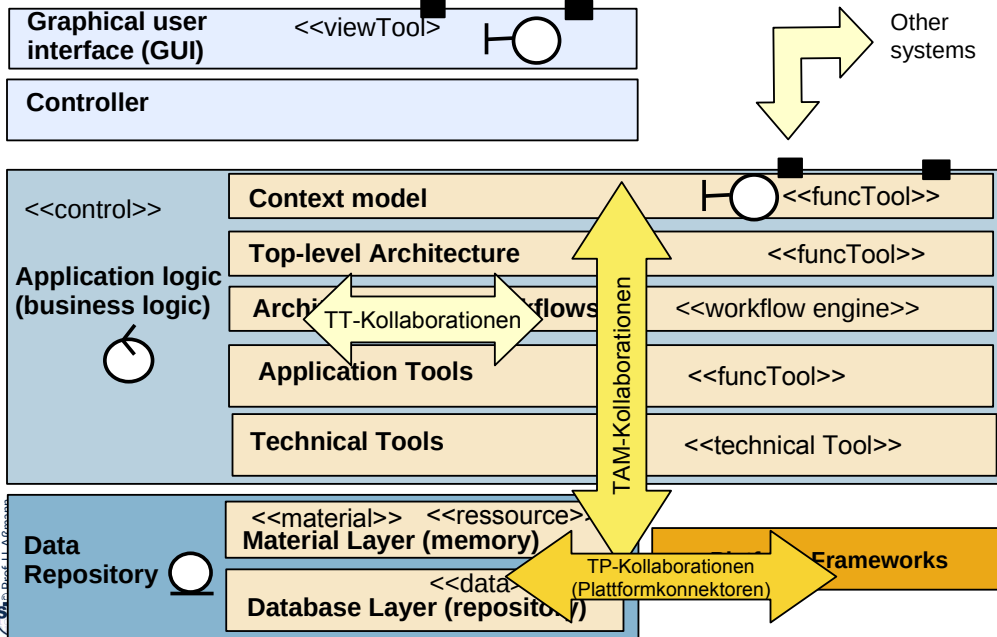 Graphical user
interface (GUI)
<<viewTool>
Other
systems
Controller
<<control>>
Context model
<<funcTool>>
Top-level Architecture
<<funcTool>>
Application logic
(business logic)
TT-Kollaborationen
<<workflow engine>>
Application Tools
<<funcTool>>
Technical Tools
<<technical Tool>>
TAM-Kollaborationen
<<material>>
<<ressource>
Material Layer (memory)
Data
Repository
<<data>
Database Layer (repository)
TP-Kollaborationen
(Plattformkonnektoren)
Frameworks